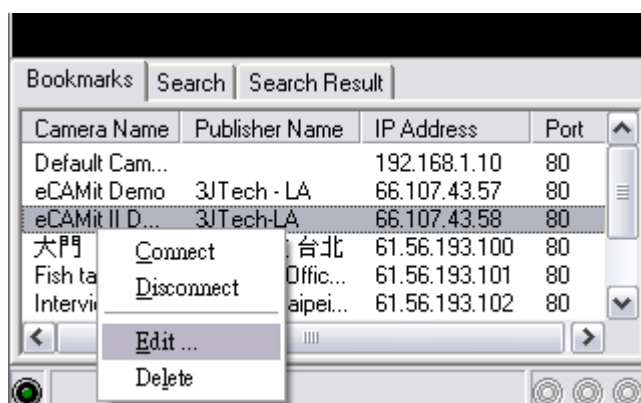 Bookmarks Search Search Result
Camera Name Publisher Name IP Address Port
Default Cam... 192.168.1.10 80
eCAMit Demo 3JTech - LA 66.107.43.57 80
eCAMit II D... 3JTech-LA 66.107.43.58 80
大門 台北 61.56.193.100 80
Fish ta Offic... 61.56.193.101 80
Intervi aipei... 61.56.193.102 80
Connect
Disconnect
Edit ...
Delete